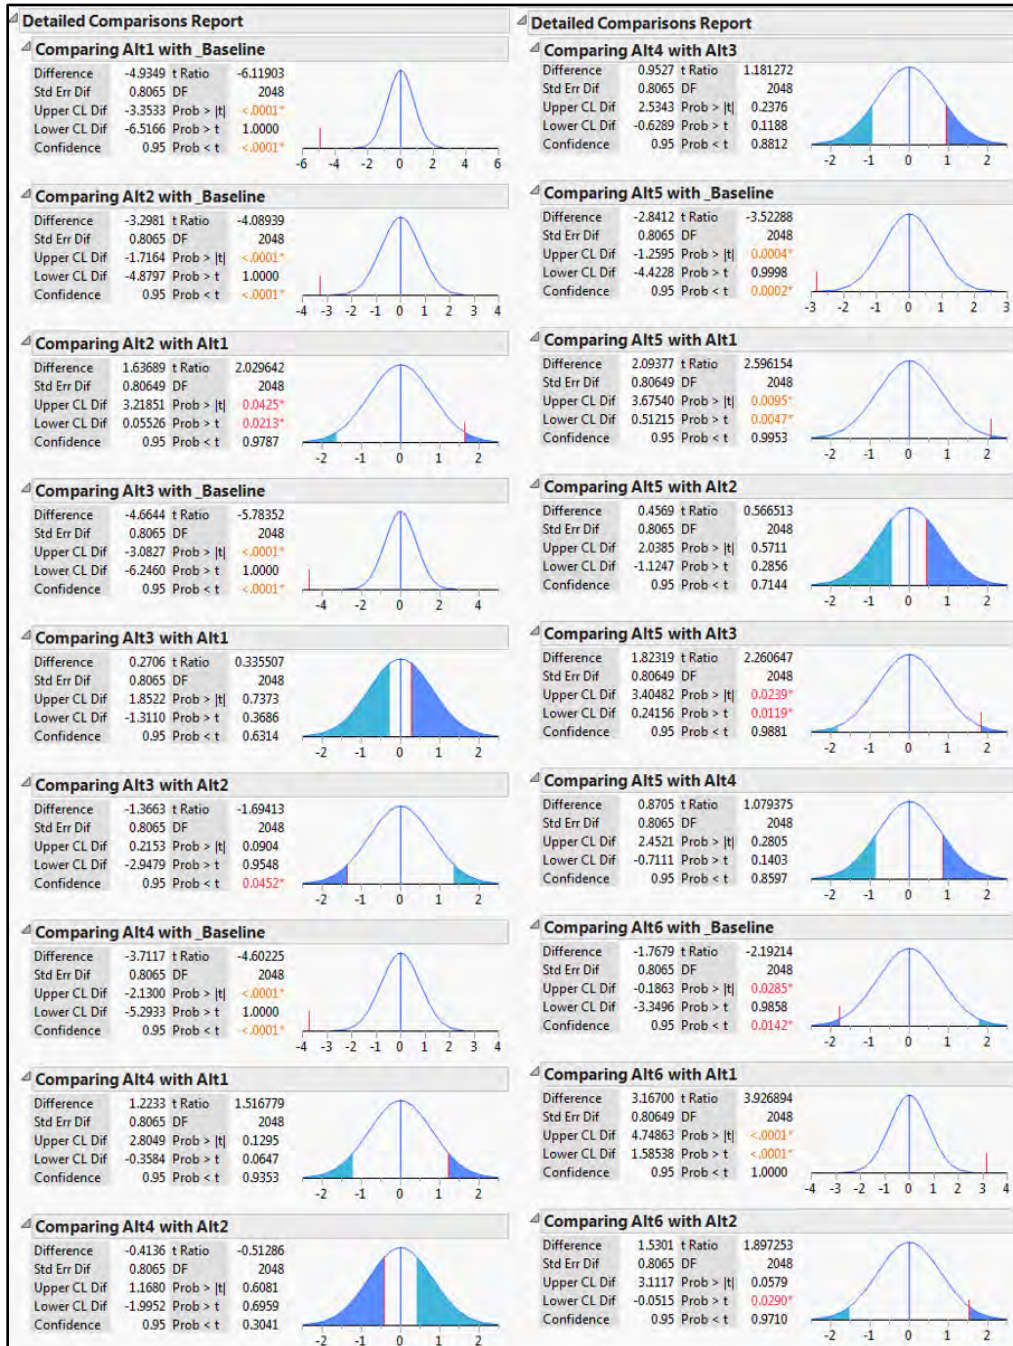 Detailed Comparisons Report
Comparing Alt1 with _Baseline
Difference -4.9349 t Ratio -6.11903
Std Err Dif 0.8065 DF 2048
Upper CL Dif -3.3533 Prob > |t| <.0001*
Lower CL Dif -6.5166 Prob > t 1.0000
Confidence 0.95 Prob < t <.0001*
-6 -4 -2 0 2 4 6
Comparing Alt2 with _Baseline
Difference -3.2981 t Ratio -4.08939
Std Err Dif 0.8065 DF 2048
Upper CL Dif -1.7164 Prob > |t| <.0001*
Lower CL Dif -4.8797 Prob > t 1.0000
Confidence 0.95 Prob < t <.0001*
-4 -3 -2 -1 0 1 2 3 4
Comparing Alt2 with Alt1
Difference 1.63689 t Ratio 2.029642
Std Err Dif 0.80649 DF 2048
Upper CL Dif 3.21851 Prob > |t| 0.0425*
Lower CL Dif 0.05526 Prob > t 0.0213*
Confidence 0.95 Prob < t 0.9787
-2 -1 0 1 2
Comparing Alt3 with _Baseline
Difference -4.6644 t Ratio -5.78352
Std Err Dif 0.8065 DF 2048
Upper CL Dif -3.0827 Prob > |t| <.0001*
Lower CL Dif -6.2460 Prob > t 1.0000
Confidence 0.95 Prob < t <.0001*
-4 -2 0 2 4
Comparing Alt3 with Alt1
Difference 0.2706 t Ratio 0.335507
Std Err Dif 0.8065 DF 2048
Upper CL Dif 1.8522 Prob > |t| 0.7373
Lower CL Dif -1.3110 Prob > t 0.3686
Confidence 0.95 Prob < t 0.6314
-2 -1 0 1 2
Comparing Alt3 with Alt2
Difference -1.3663 t Ratio -1.69413
Std Err Dif 0.8065 DF 2048
Upper CL Dif 0.2153 Prob > |t| 0.0904
Lower CL Dif -2.9479 Prob > t 0.9548
Confidence 0.95 Prob < t 0.0452*
-2 -1 0 1 2
Comparing Alt4 with _Baseline
Difference -3.7117 t Ratio -4.60225
Std Err Dif 0.8065 DF 2048
Upper CL Dif -2.1300 Prob > |t| <.0001*
Lower CL Dif -5.2933 Prob > t 1.0000
Confidence 0.95 Prob < t <.0001*
-4 -3 -2 -1 0 1 2 3 4
Comparing Alt4 with Alt1
Difference 1.2233 t Ratio 1.516779
Std Err Dif 0.8065 DF 2048
Upper CL Dif 2.8049 Prob > |t| 0.1295
Lower CL Dif -0.3584 Prob > t 0.0647
Confidence 0.95 Prob < t 0.9353
-2 -1 0 1 2
Comparing Alt4 with Alt2
Difference -0.4136 t Ratio -0.51286
Std Err Dif 0.8065 DF 2048
Upper CL Dif 1.1680 Prob > |t| 0.6081
Lower CL Dif -1.9952 Prob > t 0.6959
Confidence 0.95 Prob < t 0.3041
-2 -1 0 1 2
Detailed Comparisons Report
Comparing Alt4 with Alt3
Difference 0.9527 t Ratio 1.181272
Std Err Dif 0.8065 DF 2048
Upper CL Dif 2.5343 Prob > |t| 0.2376
Lower CL Dif -0.6289 Prob > t 0.1188
Confidence 0.95 Prob < t 0.8812
-2 -1 0 1 2
Comparing Alt5 with _Baseline
Difference -2.8412 t Ratio -3.52288
Std Err Dif 0.8065 DF 2048
Upper CL Dif -1.2595 Prob > |t| 0.0004*
Lower CL Dif -4.4228 Prob > t 0.9998
Confidence 0.95 Prob < t 0.0002*
-3 -2 -1 0 1 2 3
Comparing Alt5 with Alt1
Difference 2.09377 t Ratio 2.596154
Std Err Dif 0.80649 DF 2048
Upper CL Dif 3.67540 Prob > |t| 0.0095*
Lower CL Dif 0.51215 Prob > t 0.0047*
Confidence 0.95 Prob < t 0.9953
-2 -1 0 1 2
Comparing Alt5 with Alt2
Difference 0.4569 t Ratio 0.566513
Std Err Dif 0.8065 DF 2048
Upper CL Dif 2.0385 Prob > |t| 0.5711
Lower CL Dif -1.1247 Prob > t 0.2856
Confidence 0.95 Prob < t 0.7144
-2 -1 0 1 2
Comparing Alt5 with Alt3
Difference 1.82319 t Ratio 2.260647
Std Err Dif 0.80649 DF 2048
Upper CL Dif 3.40482 Prob > |t| 0.0239*
Lower CL Dif 0.24156 Prob > t 0.0119*
Confidence 0.95 Prob < t 0.9881
-2 -1 0 1 2
Comparing Alt5 with Alt4
Difference 0.8705 t Ratio 1.079375
Std Err Dif 0.8065 DF 2048
Upper CL Dif 2.4521 Prob > |t| 0.2805
Lower CL Dif -0.7111 Prob > t 0.1403
Confidence 0.95 Prob < t 0.8597
-2 -1 0 1 2
Comparing Alt6 with _Baseline
Difference -1.7679 t Ratio -2.19214
Std Err Dif 0.8065 DF 2048
Upper CL Dif -0.1863 Prob > |t| 0.0285*
Lower CL Dif -3.3496 Prob > t 0.9858
Confidence 0.95 Prob < t 0.0142*
-2 -1 0 1 2
Comparing Alt6 with Alt1
Difference 3.16700 t Ratio 3.926894
Std Err Dif 0.80649 DF 2048
Upper CL Dif 4.74863 Prob > |t| <.0001*
Lower CL Dif 1.58538 Prob > t <.0001*
Confidence 0.95 Prob < t 1.0000
-4 -3 -2 -1 0 1 2 3 4
Comparing Alt6 with Alt2
Difference 1.5301 t Ratio 1.897253
Std Err Dif 0.8065 DF 2048
Upper CL Dif 3.1117 Prob > |t| 0.0579
Lower CL Dif -0.0515 Prob > t 0.0290*
Confidence 0.95 Prob < t 0.9710
-2 -1 0 1 2